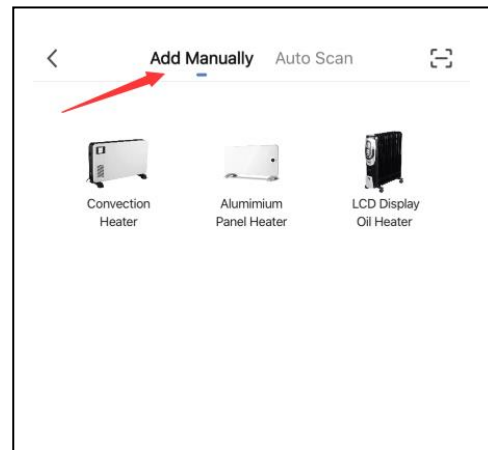 Add Manually Auto Scan
Convection Alumimium LCD Display
Heater Panel Heater Oil Heater